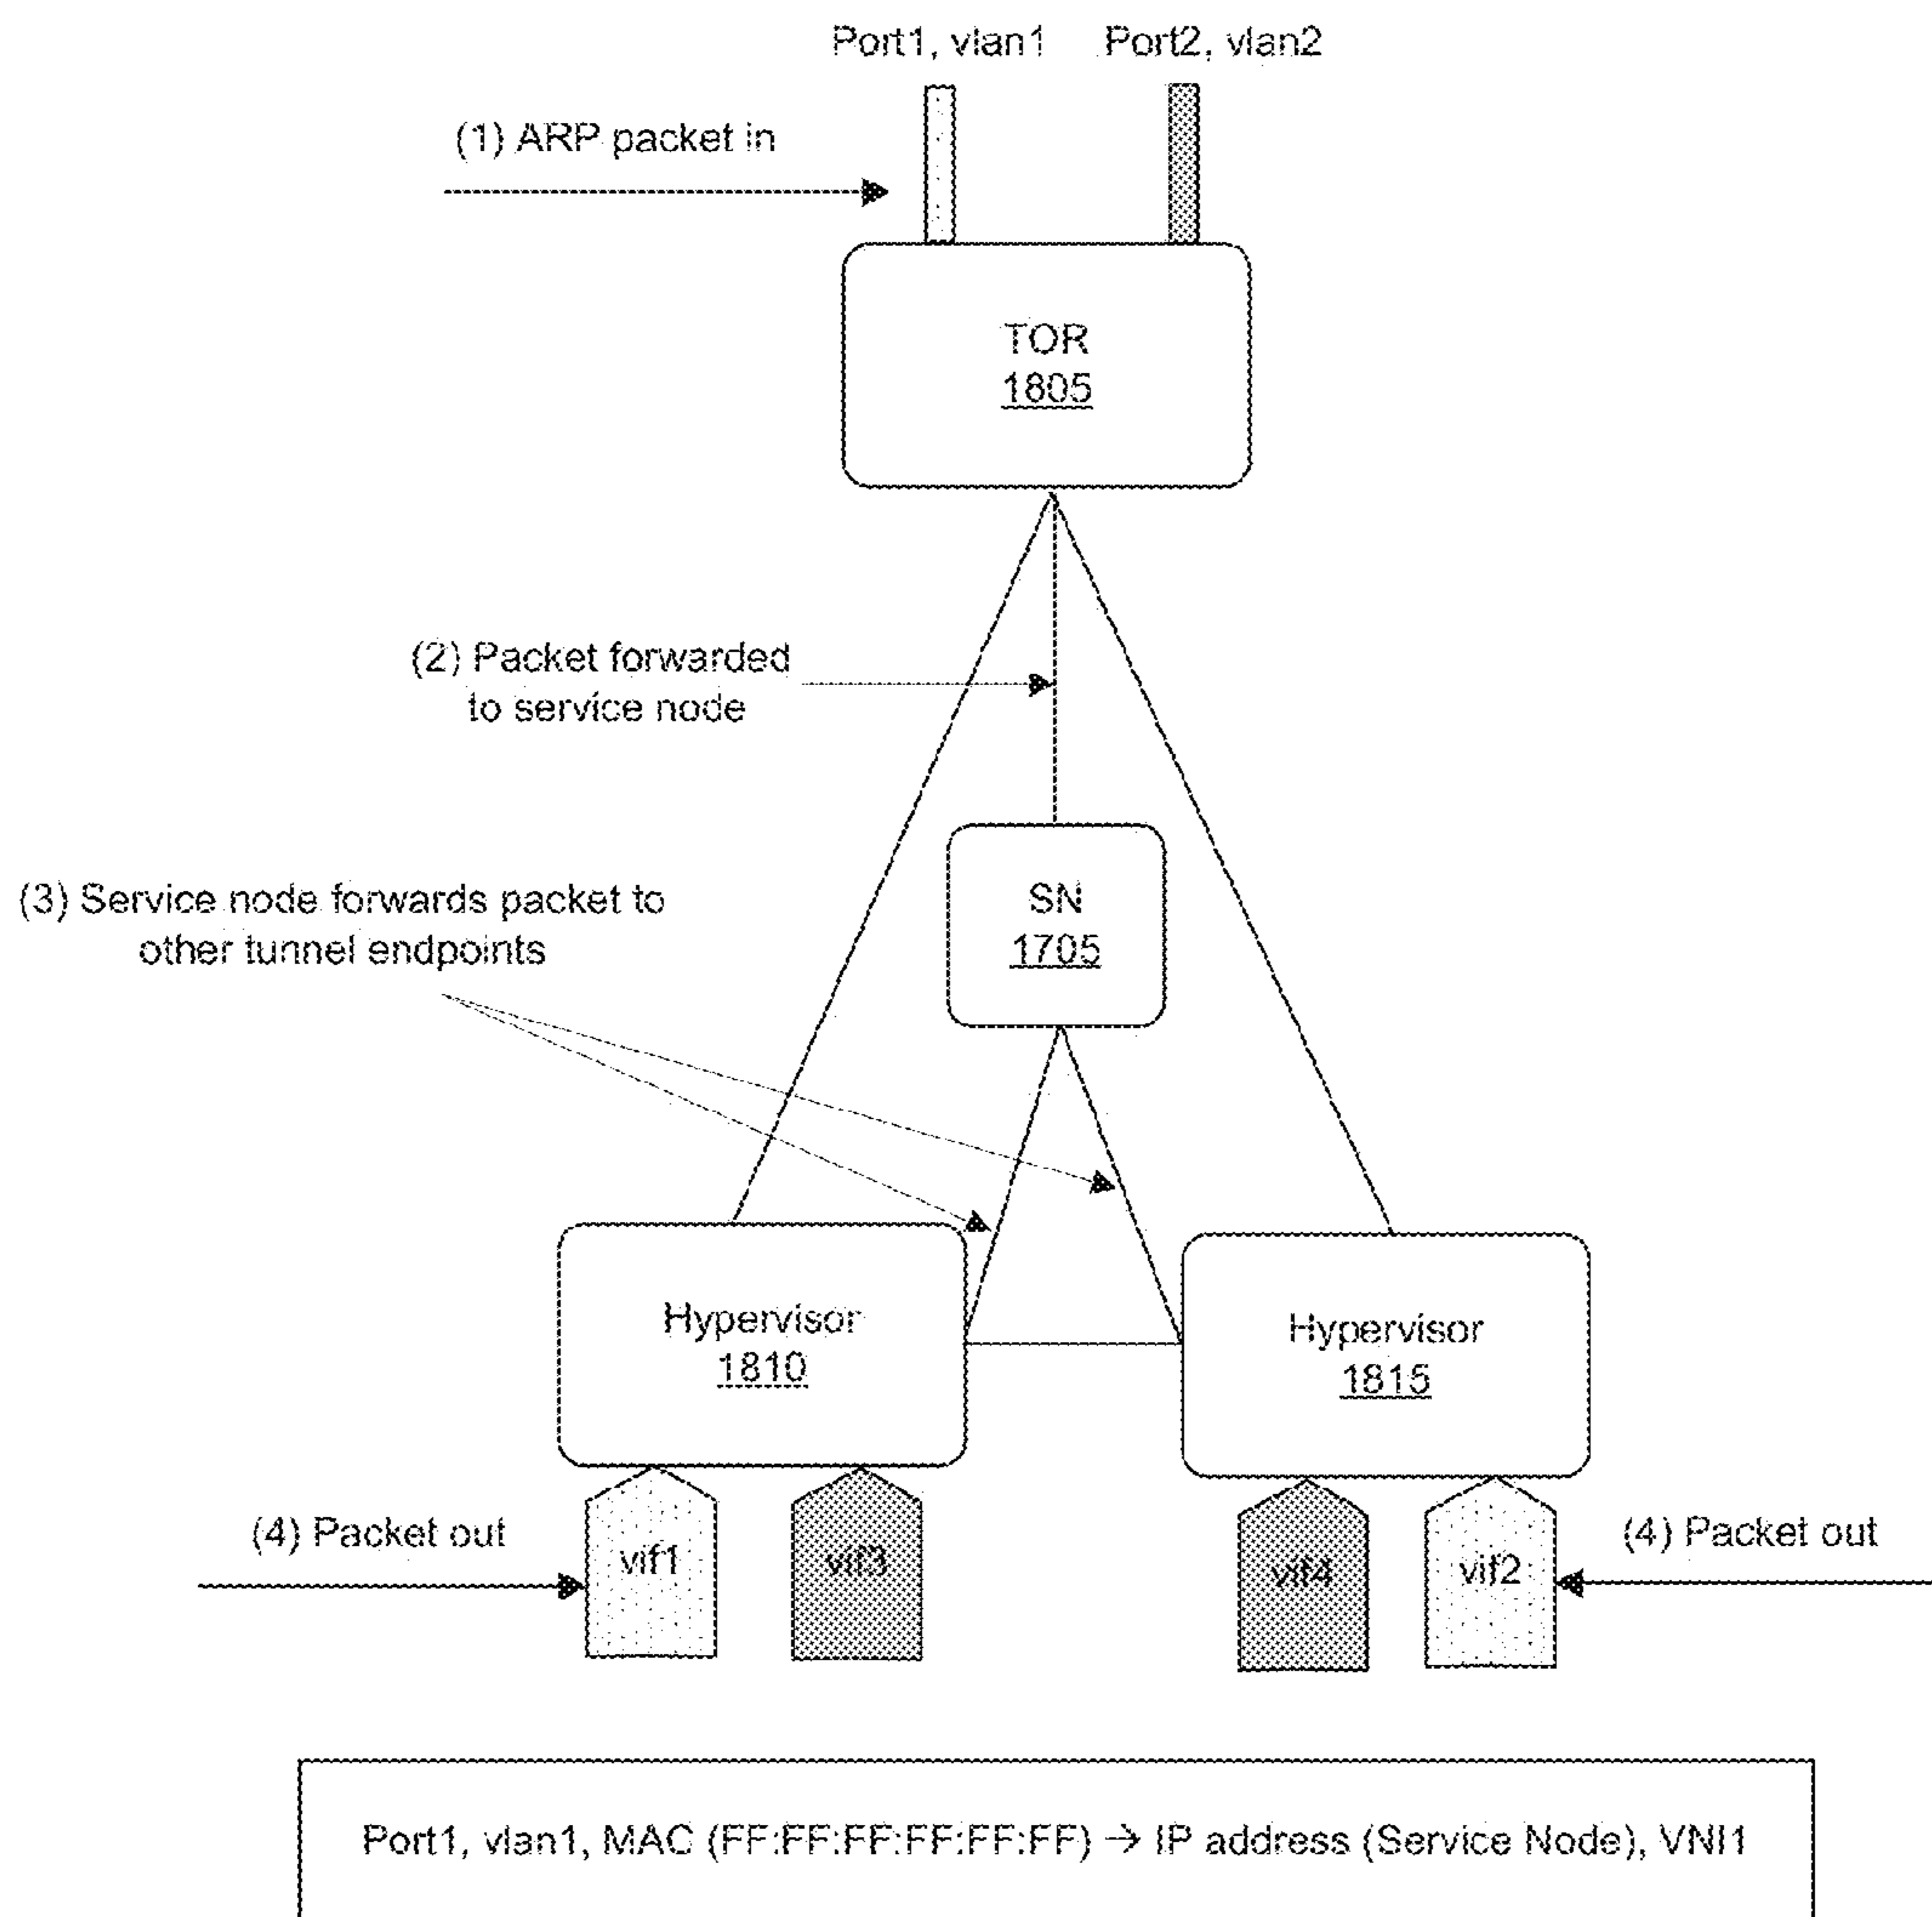 Port1, vlan1
Port2, vlan2
(1) ARP packet in
TOR
1805
(2) Packet forwarded
to service node
SN
1705
(3) Service node forwards packet to
other tunnel endpoints
Hypervisor
1810
Hypervisor
1815
(4) Packet out
vif1
vif3
vif4
vif2
(4) Packet out
Port1, vlan1, MAC (FF:FF:FF:FF:FF:FF) → IP address (Service Node), VNI1